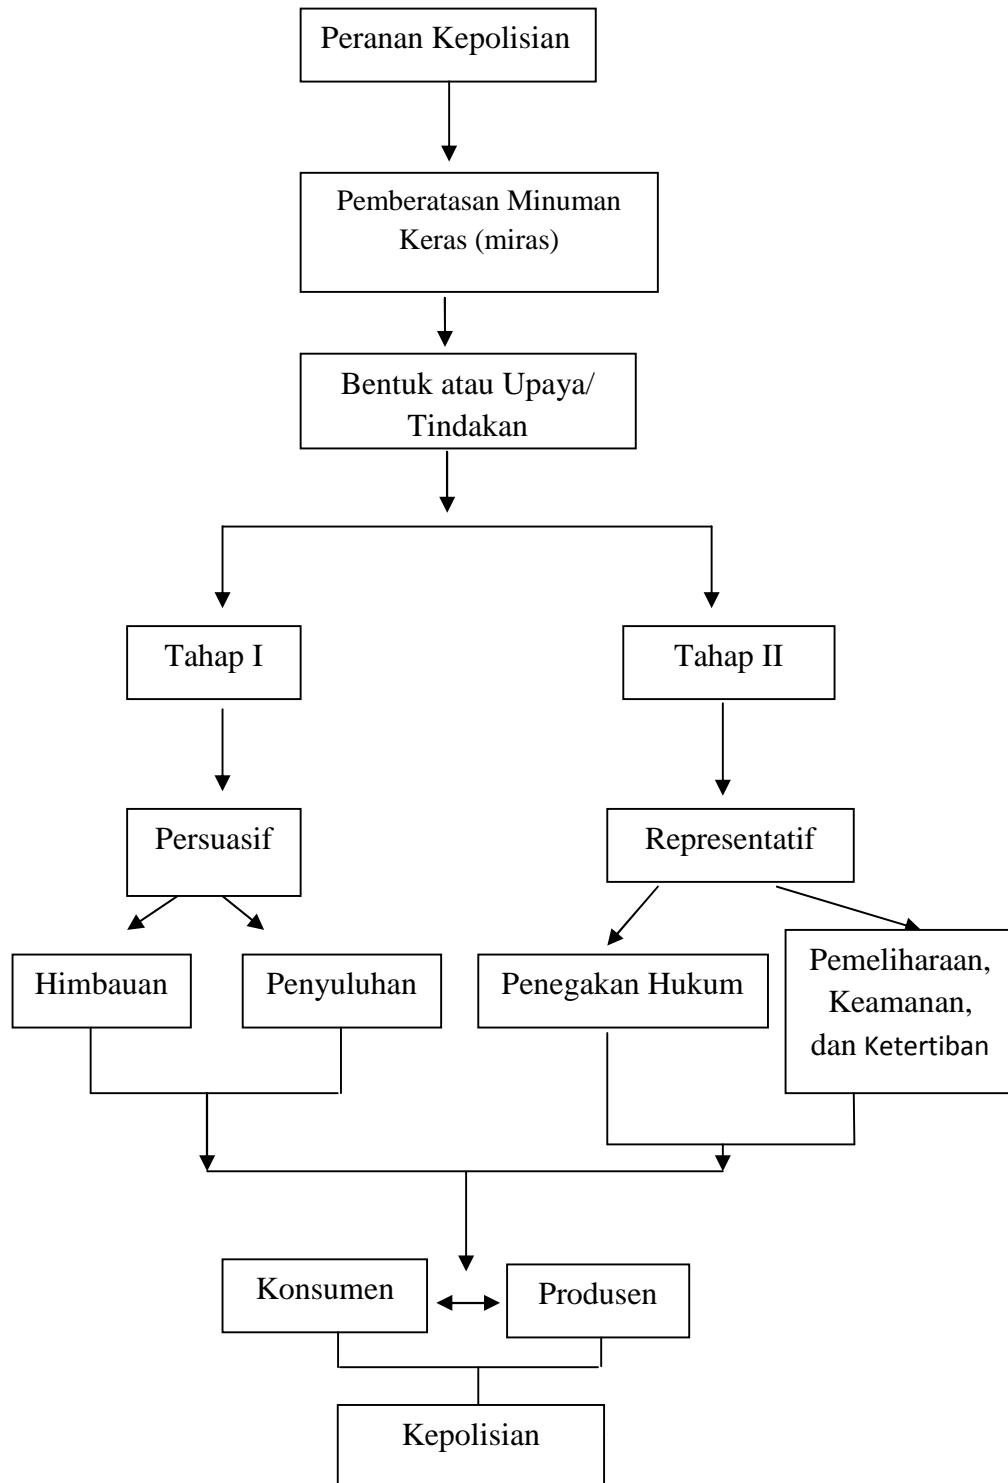 Peranan Kepolisian
Pemberatasan Minuman
Keras (miras)
Bentuk atau Upaya/
Tindakan
Tahap I
Tahap II
Persuasif
Representatif
Himbauan
Penyuluhan
Penegakan Hukum
Pemeliharaan,
Keamanan,
dan Ketertiban
Konsumen
Produsen
Kepolisian